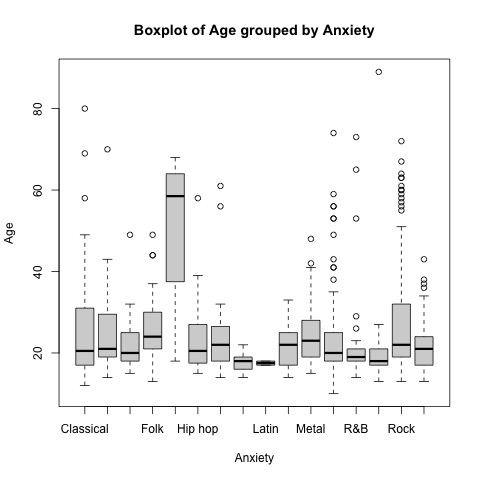 Boxplot of Age grouped by Anxiety
Age
80
60
40
20
Classical Folk Hip hop Latin Metal R&B Rock
Anxiety